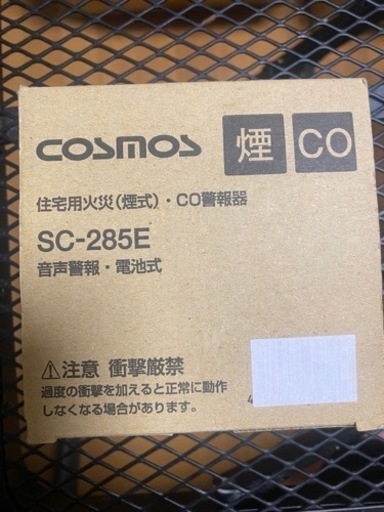 COSMOS 煙 CO
住宅用火災(煙式)・CO警報器
SC-285E
音声警報・電池式
⚠注意 衝撃厳禁
過度の衝撃を加えると正常に動作
しなくなる場合があります。
4